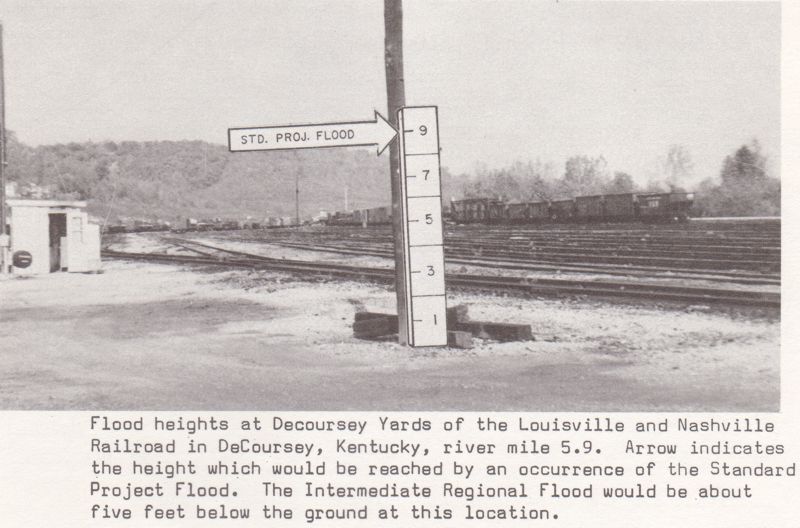 STD. PROJ. FLOOD
9
7
5
3
1
Flood heights at Decoursey Yards of the Louisville and Nashville
Railroad in DeCoursey, Kentucky, river mile 5.9.  Arrow indicates
the height which would be reached by an occurrence of the Standard
Project Flood.  The Intermediate Regional Flood would be about
five feet below the ground at this location.